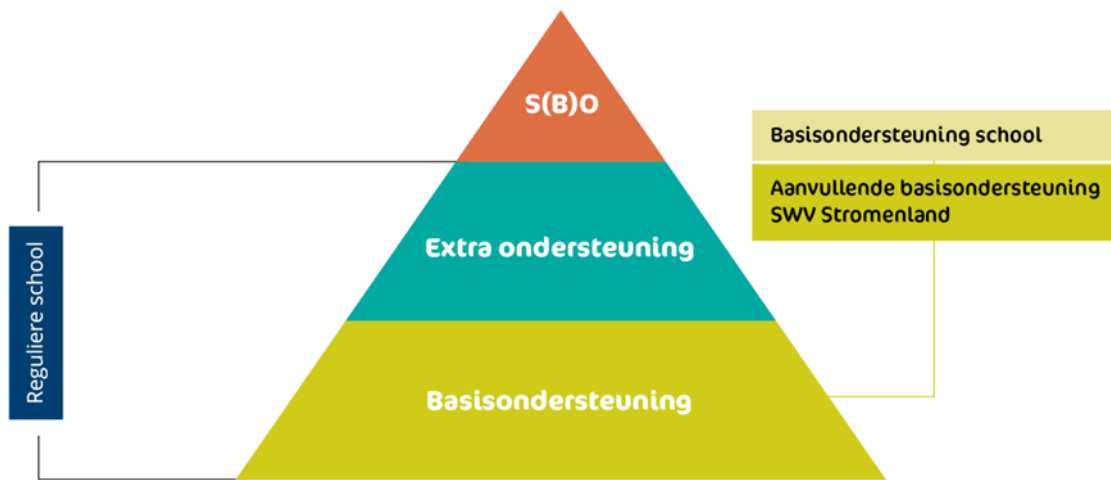 S(B)O
Basisondersteuning school
Aanvullende basisondersteuning
SWV Stromenland
Extra ondersteuning
Reguliere school
Basisondersteuning